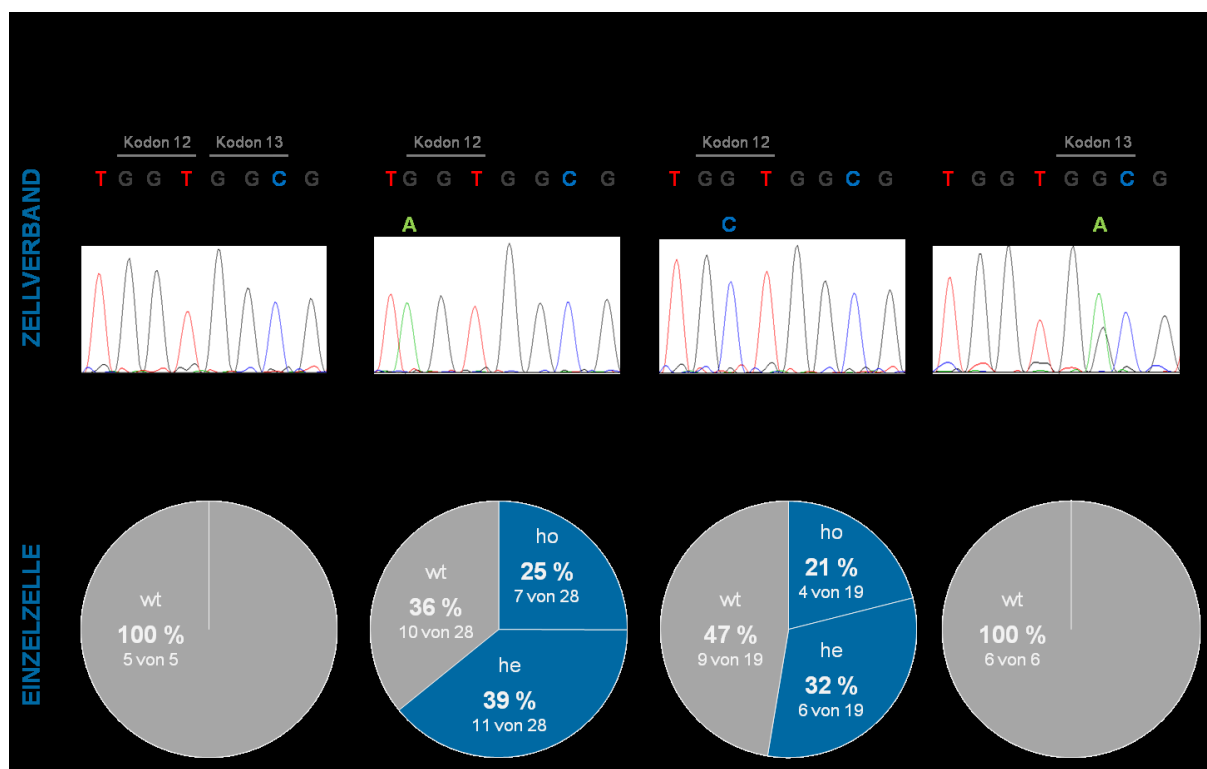 ZELLVERBAND
Kodon 12 Kodon 13
T G G T G G C G
Kodon 12
T G G T G G C G
A
Kodon 12
T G G T G G C G
C
Kodon 13
T G G T G G C G
A
EINZELZELLE
wt
100 %
5 von 5
wt
36 %
10 von 28
ho
25 %
7 von 28
he
39 %
11 von 28
wt
47 %
9 von 19
ho
21 %
4 von 19
he
32 %
6 von 19
wt
100 %
6 von 6